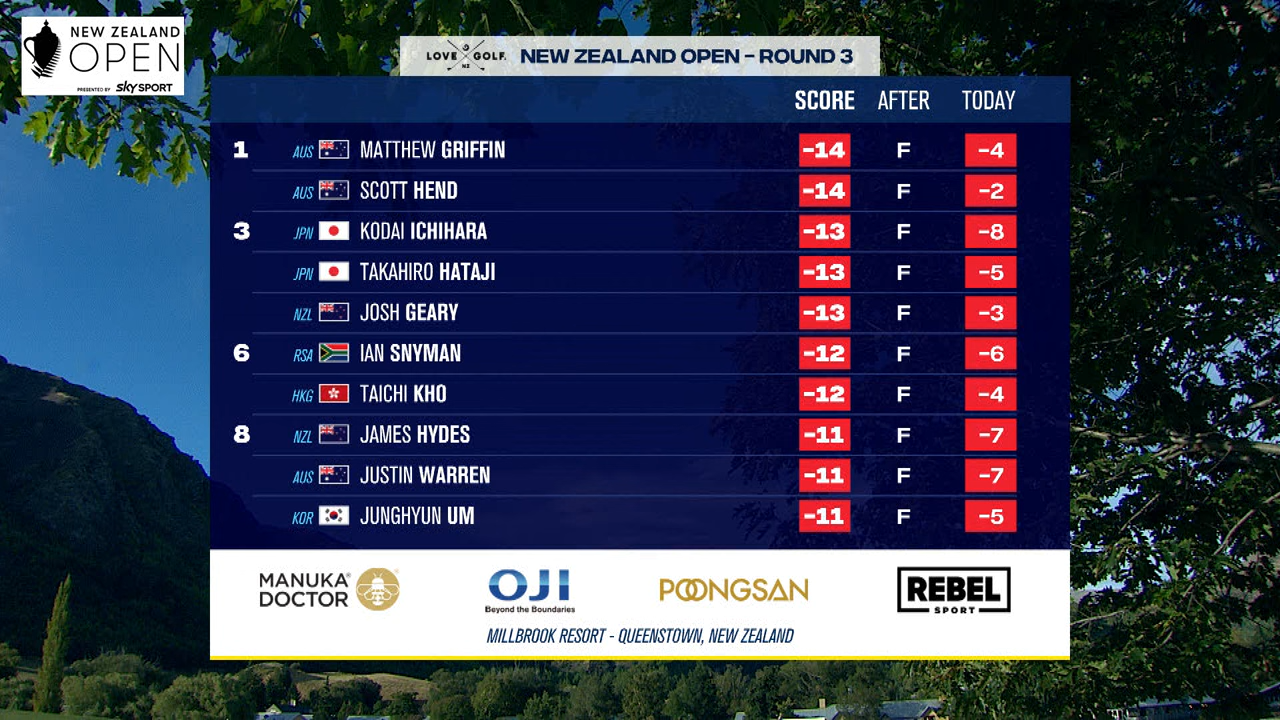 NEW ZEALAND
OPEN
PRESENTED BY sky SPORT
LOVE GOLF. NZ NEW ZEALAND OPEN – ROUND 3
SCORE AFTER TODAY
1 AUS MATTHEW GRIFFIN -14 F -4
AUS SCOTT HEND -14 F -2
3 JPN KODAI ICHIHARA -13 F -8
JPN TAKAHIRO HATAJI -13 F -5
NZL JOSH GEARY -13 F -3
6 RSA IAN SNYMAN -12 F -6
HKG TAICHI KHO -12 F -4
8 NZL JAMES HYDES -11 F -7
AUS JUSTIN WARREN -11 F -7
KOR JUNGHYUN UM -11 F -5
MANUKA® DOCTOR® OJI POONGSAN REBEL
Beyond the Boundaries SPORT
MILLBROOK RESORT - QUEENSTOWN, NEW ZEALAND